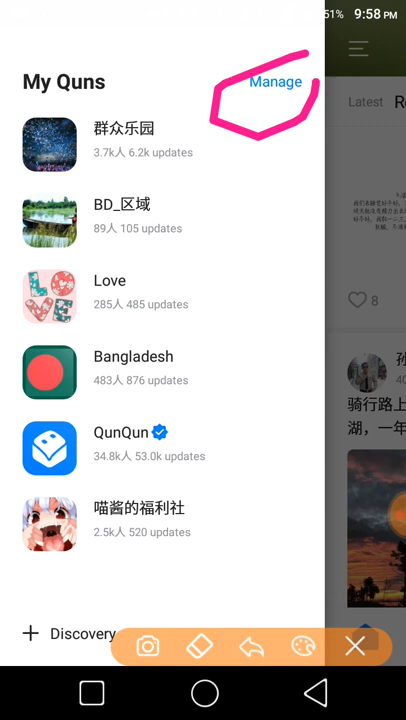 51% 9:58 PM
My Quns
Manage
群众乐园
3.7k人 6.2k updates
BD_区域
89人 105 updates
Love
285人 485 updates
Bangladesh
483人 876 updates
QunQun
34.8k人 53.0k updates
喵酱的福利社
2.5k人 520 updates
Discovery
Latest
8
骑行路上
湖，一年
LOVE